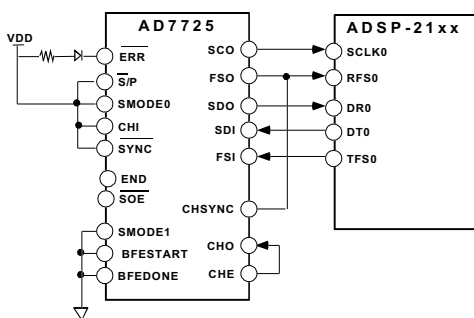 AD7725
ADSP-21xx
VDD
ERR
S/P
SMODE0
CHI
SYNC
END
SOE
SMODE1
BFESTART
BFEDONE
SCO
FSO
SDO
SDI
FSI
CHSYNC
CHO
CHE
SCLK0
RFS0
DR0
DT0
TFS0